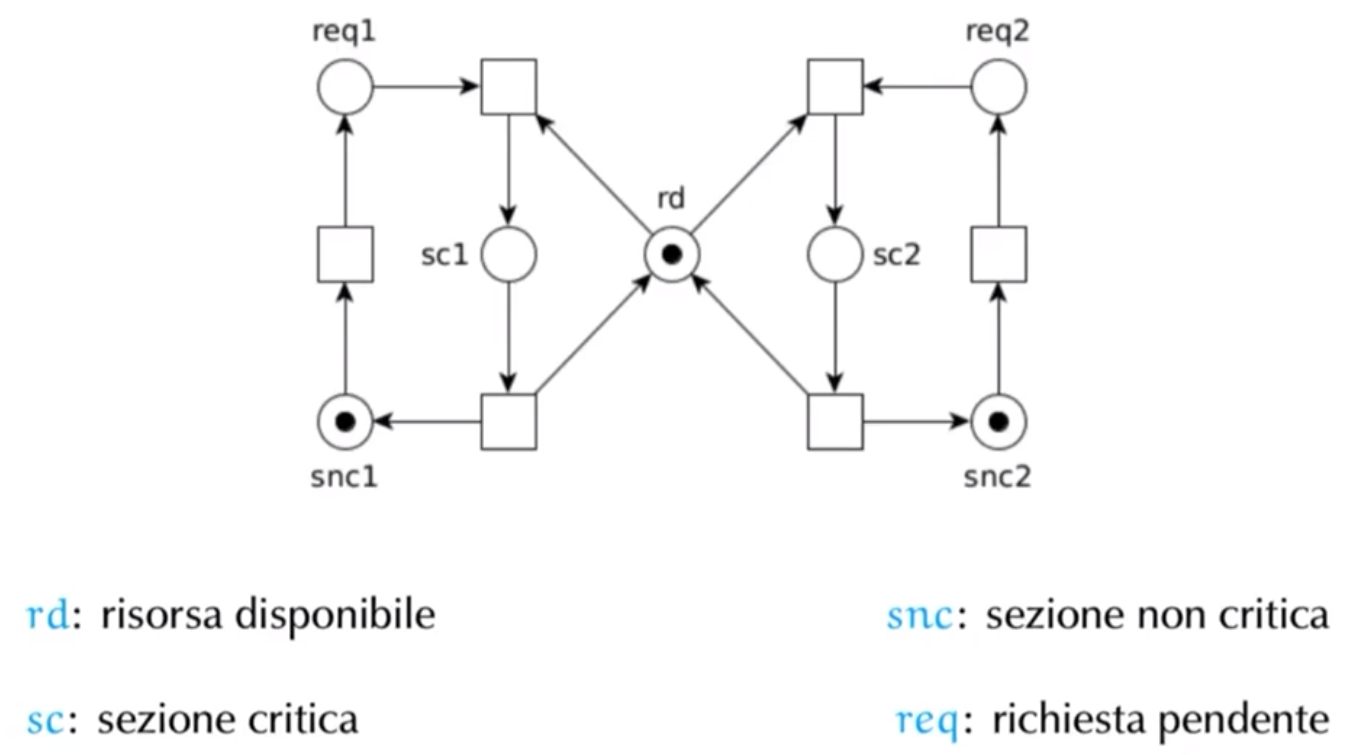 req1
req2
rd
sc1
sc2
snc1
snc2
rd: risorsa disponibile
snc: sezione non critica
sc: sezione critica
req: richiesta pendente